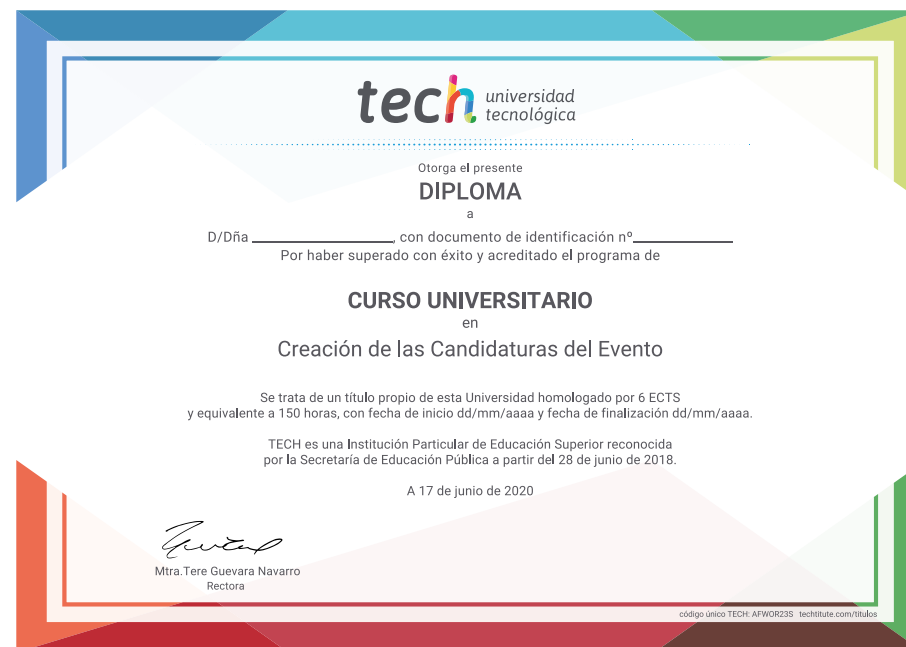 tech universidad
tecnológica
Otorga el presente
DIPLOMA
a
D/Dña ____________________, con documento de identificación nº______________
Por haber superado con éxito y acreditado el programa de
CURSO UNIVERSITARIO
en
Creación de las Candidaturas del Evento
Se trata de un título propio de esta Universidad homologado por 6 ECTS
y equivalente a 150 horas, con fecha de inicio dd/mm/aaaa y fecha de finalización dd/mm/aaaa.
TECH es una Institución Particular de Educación Superior reconocida
por la Secretaría de Educación Pública a partir del 28 de junio de 2018.
A 17 de junio de 2020
Mtra.Tere Guevara Navarro
Rectora
código único TECH: AFWOR23S techtitute.com/titulos